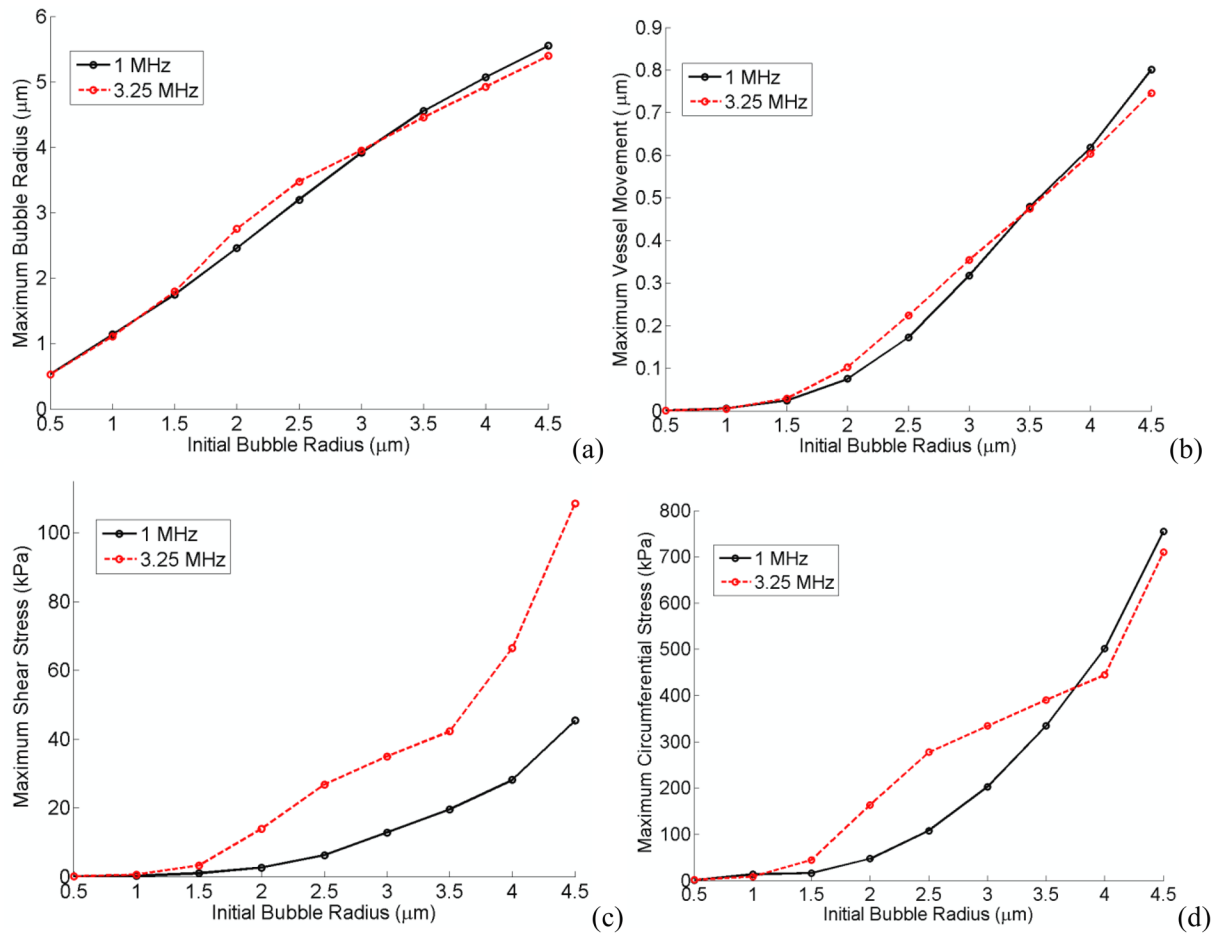 6
5
4
3
2
1
0
0.5 1 1.5 2 2.5 3 3.5 4 4.5
Maximum Bubble Radius (μm)
Initial Bubble Radius (μm)
1 MHz
3.25 MHz
(a)
0.9
0.8
0.7
0.6
0.5
0.4
0.3
0.2
0.1
0
0.5 1 1.5 2 2.5 3 3.5 4 4.5
Maximum Vessel Movement (μm)
Initial Bubble Radius (μm)
1 MHz
3.25 MHz
(b)
100
80
60
40
20
0
0.5 1 1.5 2 2.5 3 3.5 4 4.5
Maximum Shear Stress (kPa)
Initial Bubble Radius (μm)
1 MHz
3.25 MHz
(c)
800
700
600
500
400
300
200
100
0
0.5 1 1.5 2 2.5 3 3.5 4 4.5
Maximum Circumferential Stress (kPa)
Initial Bubble Radius (μm)
1 MHz
3.25 MHz
(d)